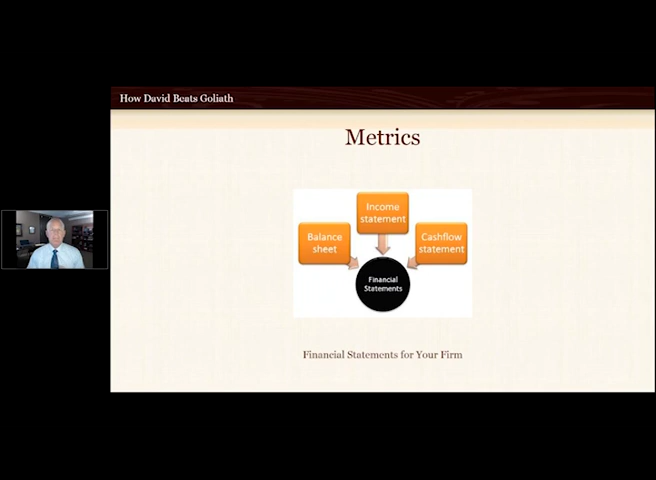 How David Beats Goliath
Metrics
Income
statement
Balance
sheet
Cashflow
statement
Financial
Statements
Financial Statements for Your Firm